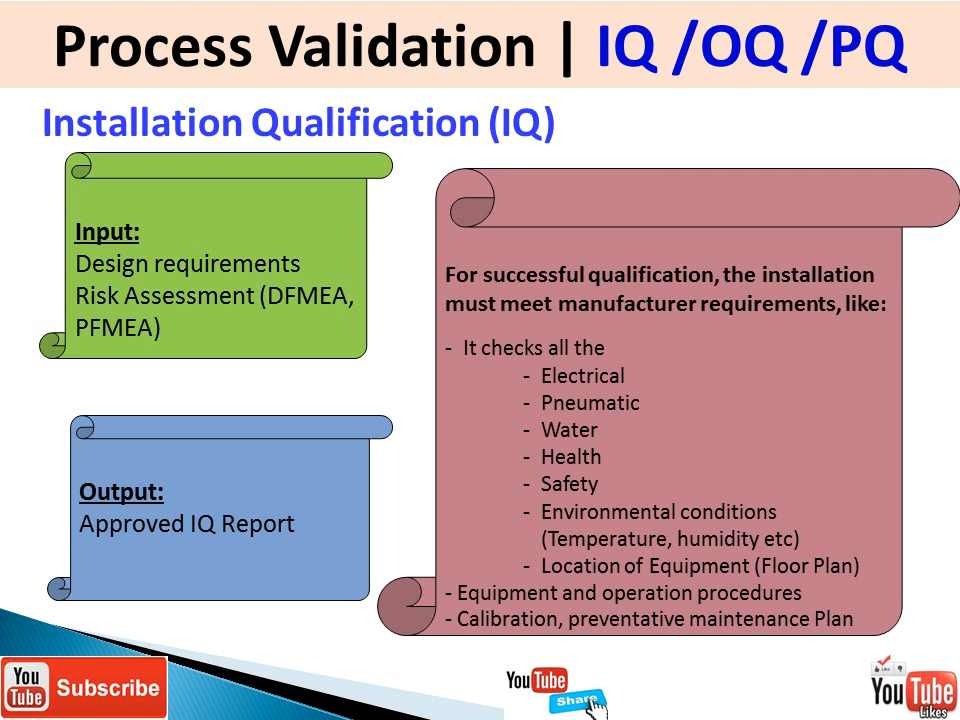 Process Validation | IQ /OQ /PQ
Installation Qualification (IQ)
Input:
Design requirements
Risk Assessment (DFMEA,
PFMEA)
Output:
Approved IQ Report
For successful qualification, the installation
must meet manufacturer requirements, like:
- It checks all the
- Electrical
- Pneumatic
- Water
- Health
- Safety
- Environmental conditions
(Temperature, humidity etc)
- Location of Equipment (Floor Plan)
- Equipment and operation procedures
- Calibration, preventative maintenance Plan
You
Tube
Subscribe
You Tube
Share
You Tube
Likes